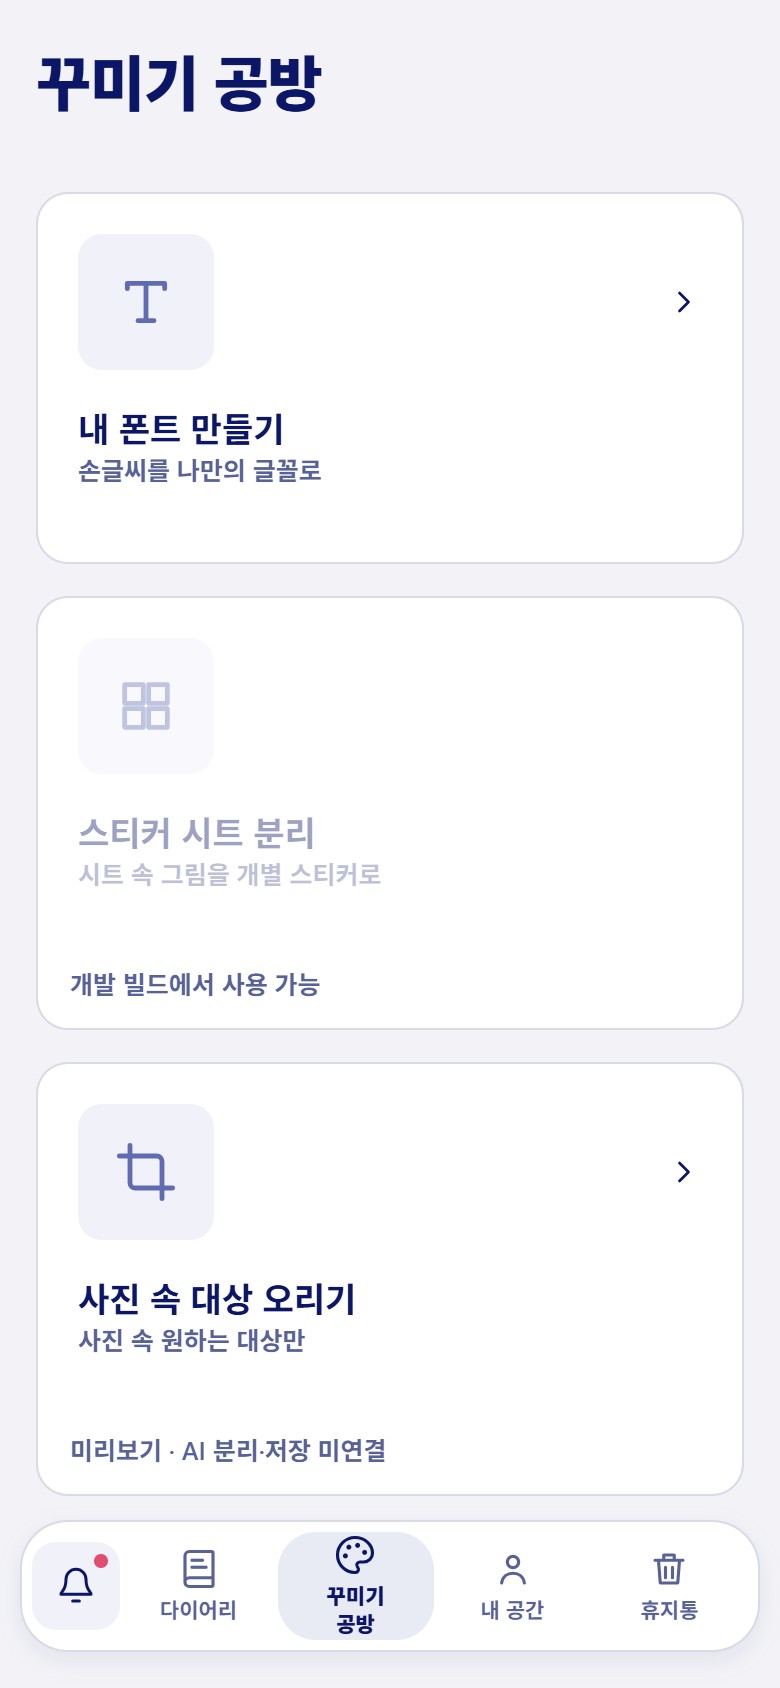 꾸미기 공방
내 폰트 만들기
손글씨를 나만의 글꼴로
스티커 시트 분리
시트 속 그림을 개별 스티커로
개발 빌드에서 사용 가능
사진 속 대상 오리기
사진 속 원하는 대상만
미리보기 · AI 분리·저장 미연결
다이어리
꾸미기
공방
내 공간
휴지통